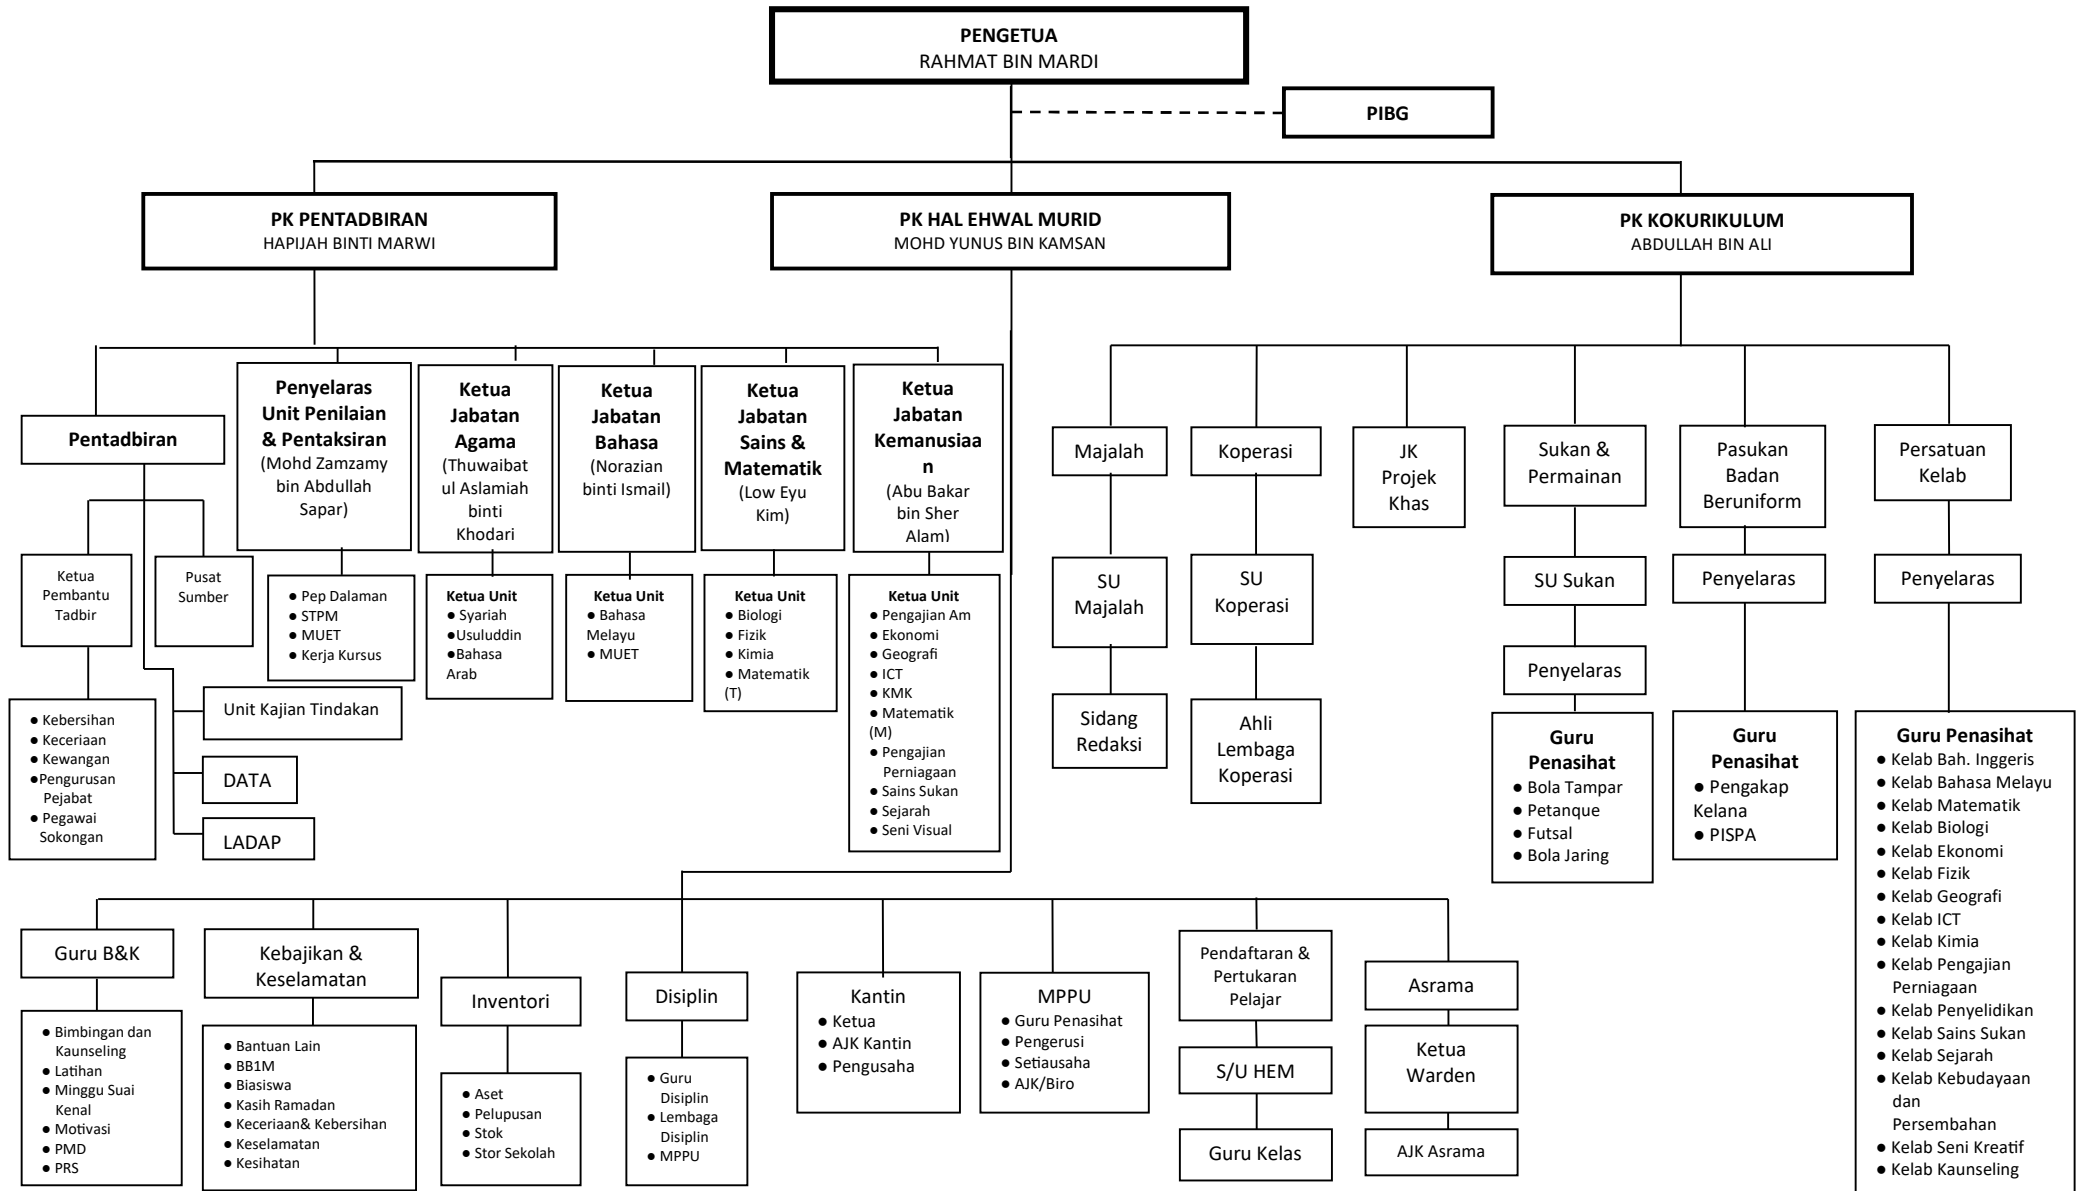 PENGETUA
RAHMAT BIN MARDI
PIBG
PK PENTADBIRAN
HAPIJAH BINTI MARWI
PK HAL EHWAL MURID
MOHD YUNUS BIN KAMSAN
PK KOKURIKULUM
ABDULLAH BIN ALI
Pentadbiran
Penyelaras
Unit Penilaian
& Pentaksiran
(Mohd Zamzamy
bin Abdullah
Sapar)
Ketua
Jabatan
Agama
(Thuwaibat
ul Aslamiah
binti
Khodari
Ketua
Jabatan
Bahasa
(Norazian
binti Ismail)
Ketua
Jabatan
Sains &
Matematik
(Low Eyu
Kim)
Ketua
Jabatan
Kemanusiaa
n
(Abu Bakar
bin Sher
Alam)
Majalah
Koperasi
JK
Projek
Khas
Sukan &
Permainan
Pasukan
Badan
Beruniform
Persatuan
Kelab
Ketua
Pembantu
Tadbir
Pusat
Sumber
● Pep Dalaman
● STPM
● MUET
● Kerja Kursus
Ketua Unit
● Syariah
●Usuluddin
●Bahasa
Arab
Ketua Unit
● Bahasa
Melayu
● MUET
Ketua Unit
● Biologi
● Fizik
● Kimia
● Matematik
(T)
Ketua Unit
● Pengajian Am
● Ekonomi
● Geografi
● ICT
● KMK
● Matematik
(M)
● Pengajian
Perniagaan
● Sains Sukan
● Sejarah
● Seni Visual
SU
Majalah
SU
Koperasi
SU Sukan
Penyelaras
Penyelaras
Penyelaras
● Kebersihan
● Keceriaan
● Kewangan
●Pengurusan
Pejabat
● Pegawai
Sokongan
Unit Kajian Tindakan
DATA
LADAP
Sidang
Redaksi
Ahli
Lembaga
Koperasi
Guru
Penasihat
● Bola Tampar
● Petanque
● Futsal
● Bola Jaring
Guru
Penasihat
● Pengakap
Kelana
● PISPA
Guru Penasihat
● Kelab Bah. Inggeris
● Kelab Bahasa Melayu
● Kelab Matematik
● Kelab Biologi
● Kelab Ekonomi
● Kelab Fizik
● Kelab Geografi
● Kelab ICT
● Kelab Kimia
● Kelab Pengajian
Perniagaan
● Kelab Penyelidikan
● Kelab Sains Sukan
● Kelab Sejarah
● Kelab Kebudayaan
dan
Persembahan
● Kelab Seni Kreatif
● Kelab Kaunseling
Guru B&K
● Bimbingan dan
Kaunseling
● Latihan
● Minggu Suai
Kenal
● Motivasi
● PMD
● PRS
Kebajikan &
Keselamatan
● Bantuan Lain
● BB1M
● Biasiswa
● Kasih Ramadan
● Keceriaan& Kebersihan
● Keselamatan
● Kesihatan
Inventori
● Aset
● Pelupusan
● Stok
● Stor Sekolah
Disiplin
● Guru
Disiplin
● Lembaga
Disiplin
● MPPU
Kantin
● Ketua
● AJK Kantin
● Pengusaha
MPPU
● Guru Penasihat
● Pengerusi
● Setiausaha
● AJK/Biro
Pendaftaran &
Pertukaran
Pelajar
S/U HEM
Guru Kelas
Asrama
Ketua
Warden
AJK Asrama